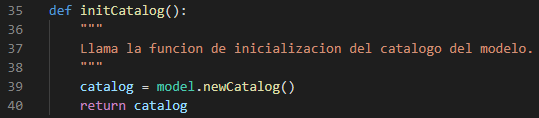 35 def initCatalog():
36     """
37     Llama la funcion de inicializacion del catalogo del modelo.
38     """
39     catalog = model.newCatalog()
40     return catalog